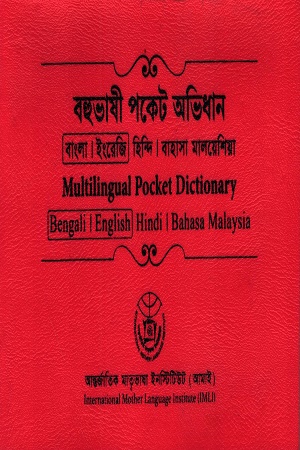 বহুভাষী পকেট অভিধান
বাংলা | ইংরেজি | হিন্দি | বাহাসা মালয়েশিয়া
Multilingual Pocket Dictionary
Bengali | English | Hindi | Bahasa Malaysia
আন্তর্জাতিক মাতৃভাষা ইনস্টিটিউট (আমাই)
International Mother Language institute (IMLI)